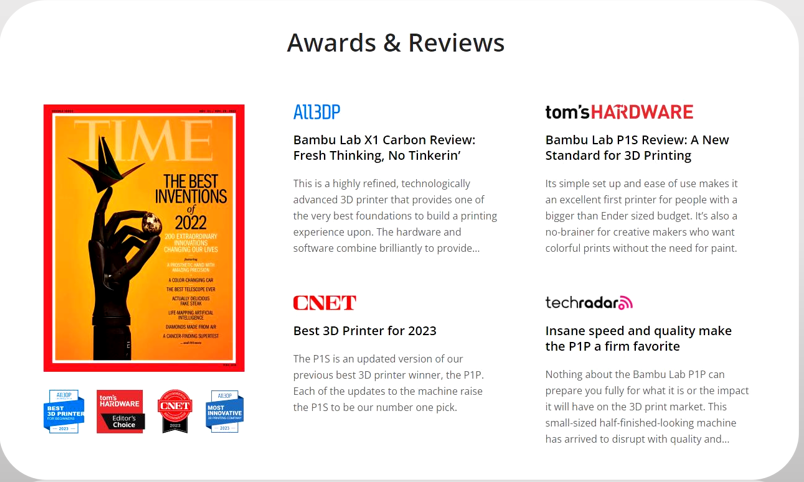 Awards & Reviews
TIME
THE BEST
INVENTIONS
of
2022
200 EXTRAORDINARY
INNOVATIONS
CHANGING OUR LIVES
featuring
A PROSTHETIC HAND WITH
AMAZING PRECISION
A COLOR-CHANGING CAR
THE BEST TELESCOPE EVER
ACTUALLY DELICIOUS
FAKE STEAK
LIFE-MAPPING ARTIFICIAL
INTELLIGENCE
DIAMONDS MADE FROM AIR
A CANCER-FINDING SUPERTEST
...and 191 more
All3DP
BEST
3D PRINTER
2023
tom's
HARDWARE
Editor's
Choice
CNET
2023
All3DP
MOST
INNOVATIVE
2022
All3DP
Bambu Lab X1 Carbon Review:
Fresh Thinking, No Tinkerin'
This is a highly refined, technologically
advanced 3D printer that provides one of
the very best foundations to build a printing
experience upon. The hardware and
software combine brilliantly to provide...
tom's HARDWARE
Bambu Lab P1S Review: A New
Standard for 3D Printing
Its simple set up and ease of use makes it
an excellent first printer for people with a
bigger than Ender sized budget. It's also a
no-brainer for creative makers who want
colorful prints without the need for paint.
CNET
Best 3D Printer for 2023
The P1S is an updated version of our
previous best 3D printer winner, the P1P.
Each of the updates to the machine raise
the P1S to be our number one pick.
techradar
Insane speed and quality make
the P1P a firm favorite
Nothing about the Bambu Lab P1P can
prepare you fully for what it is or the impact
it will have on the 3D print market. This
small-sized half-finished-looking machine
has arrived to disrupt with quality and...